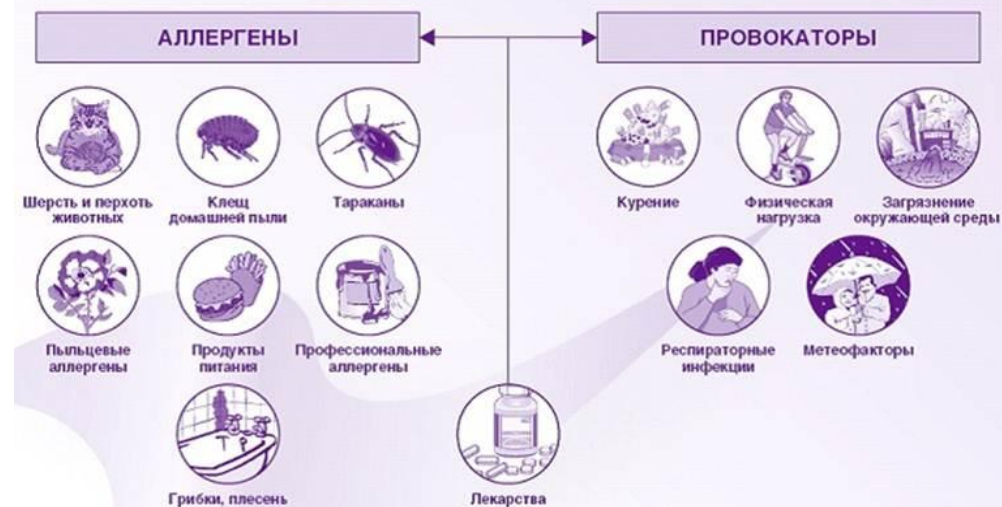 АЛЛЕРГЕНЫ
ПРОВОКАТОРЫ
Шерсть и перхоть
животных
Клещ
домашней пыли
Тараканы
Курение
Физическая
нагрузка
Загрязнение
окружающей среды
Пыльцевые
аллергены
Продукты
питания
Профессиональные
аллергены
Респираторные
инфекции
Метеофакторы
Грибки, плесень
Лекарства